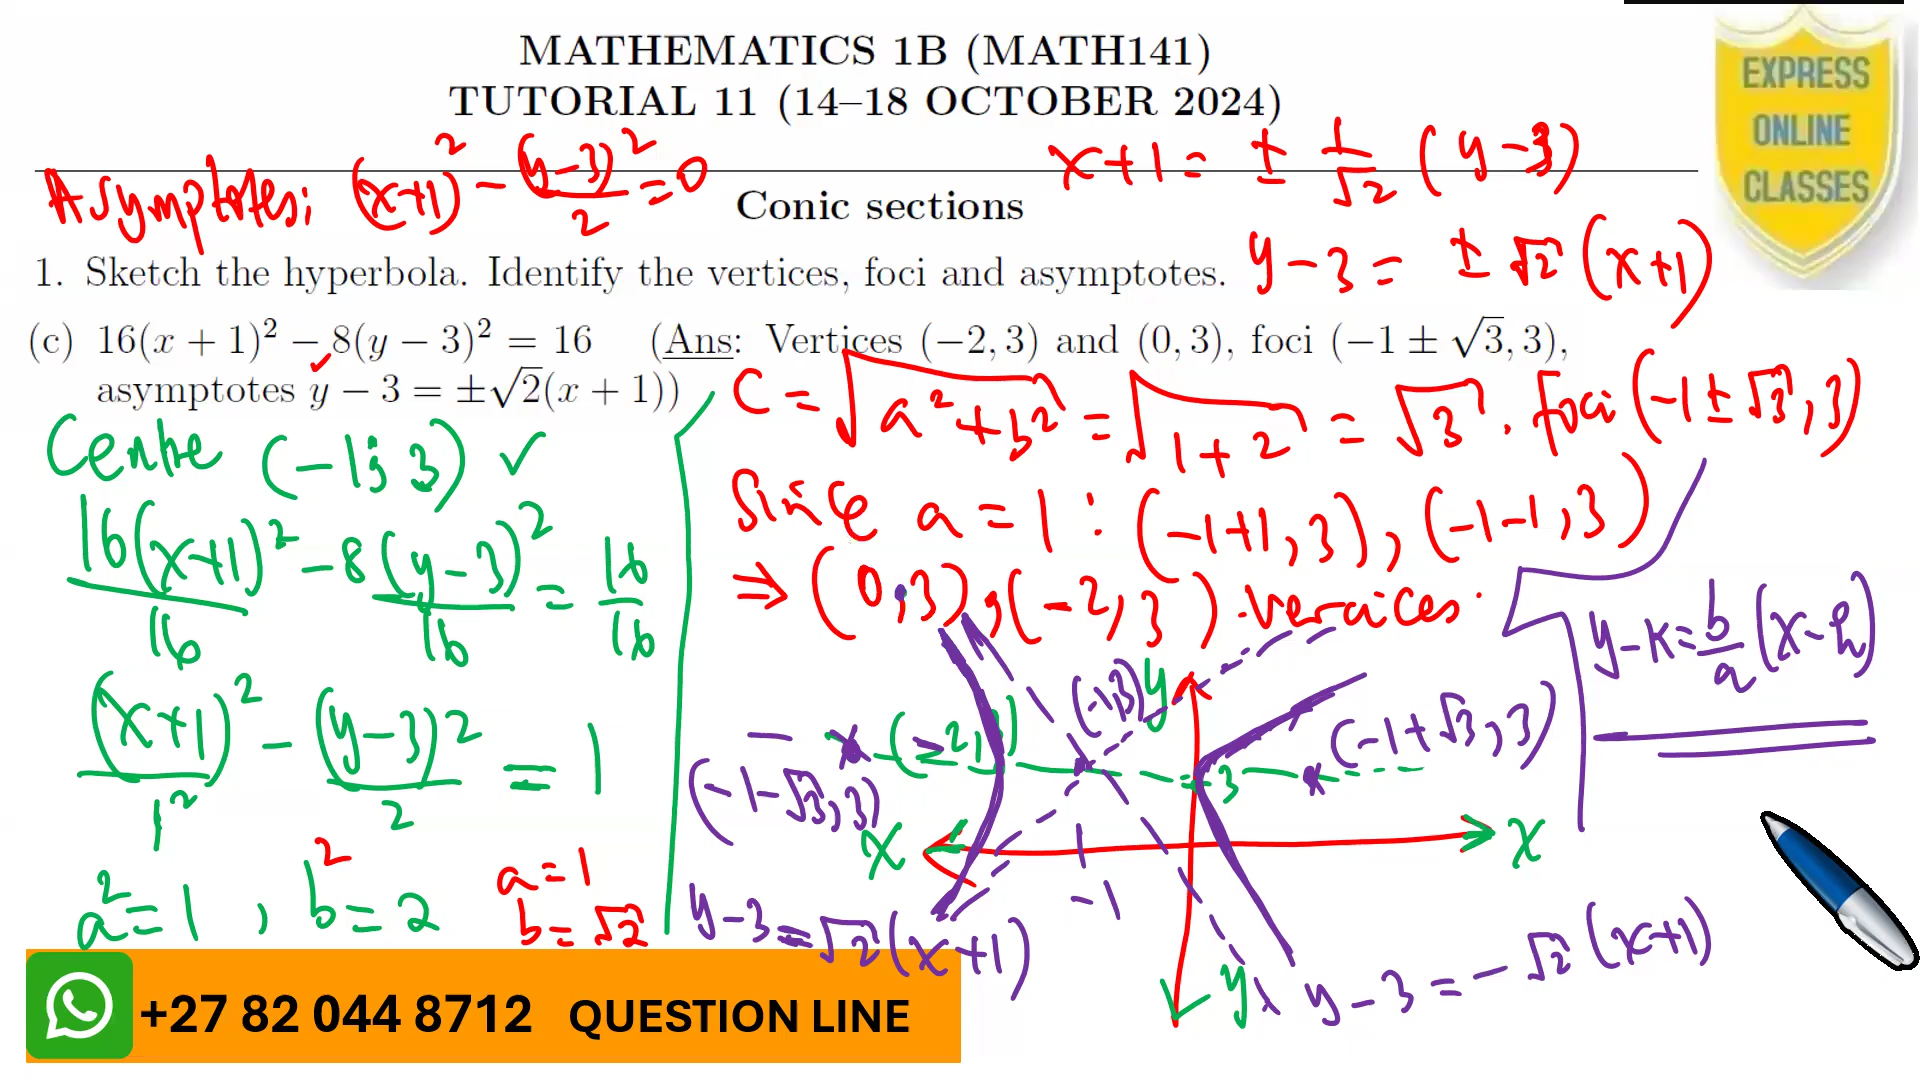 MATHEMATICS 1B (MATH141)
TUTORIAL 11 (14–18 OCTOBER 2024)
EXPRESS
ONLINE
CLASSES
Asymptotes: (x+1)² − (y−3)²/2 = 0
x+1 = ± 1/√2 (y−3)
Conic sections
y−3 = ± √2 (x+1)
1. Sketch the hyperbola. Identify the vertices, foci and asymptotes.
(c) 16(x + 1)² − 8(y − 3)² = 16 (Ans: Vertices (−2, 3) and (0, 3), foci (−1 ± √3, 3),
asymptotes y − 3 = ±√2(x + 1))
Centre (−1; 3) ✓
16(x+1)²/16 − 8(y−3)²/16 = 16/16
(x+1)²/1² − (y−3)²/2 = 1
a² = 1 , b² = 2
a = 1
b = √2
C = √(a²+b²) = √(1+2) = √3 . foci (−1 ± √3, 3)
Since a = 1 : (−1+1, 3), (−1−1, 3)
⇒ (0, 3), (−2, 3) .
y−k = b/a (x−h)
(−1, 3) y
(−2, 3)
(−1+√3, 3)
(−1−√3, 3)
3
x
x
−1
y−3 = √2 (x+1)
y
y−3 = − √2 (x+1)
+27 82 044 8712 QUESTION LINE